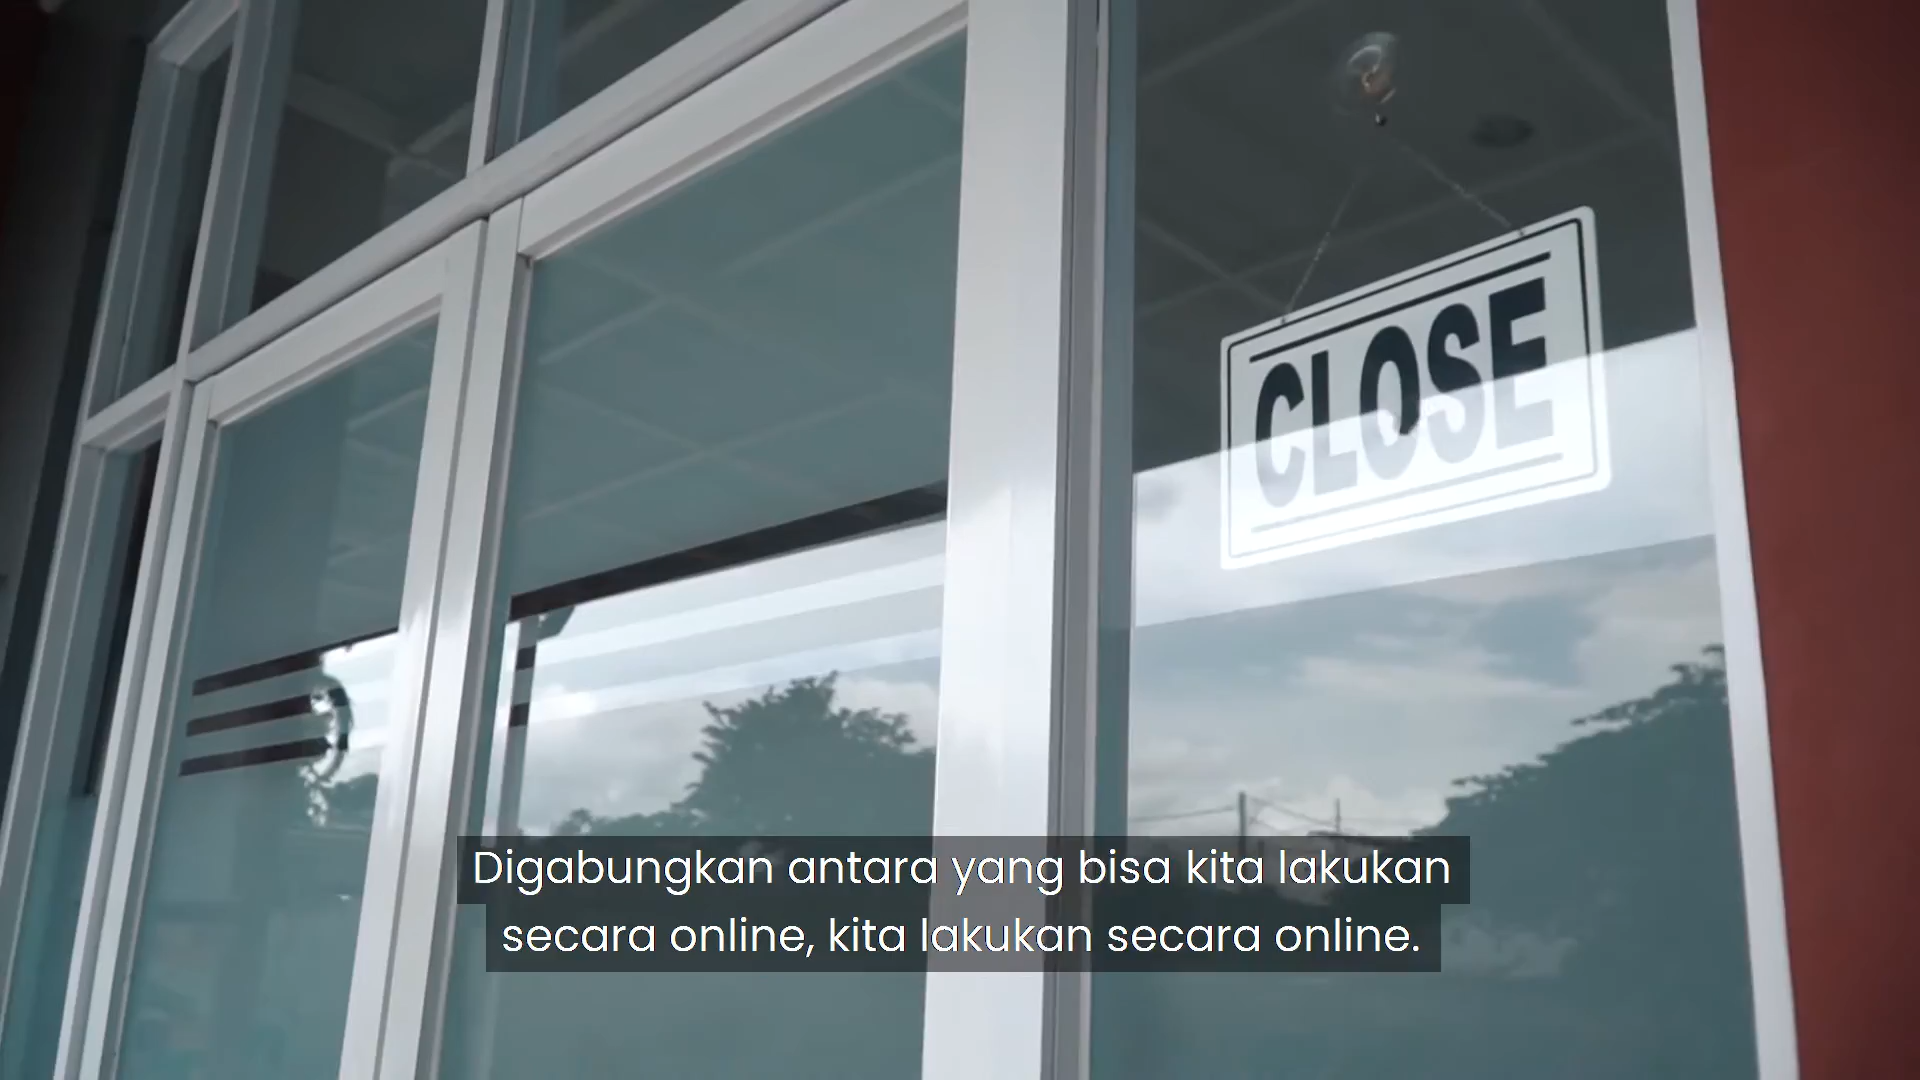 CLOSE
Digabungkan antara yang bisa kita lakukan
secara online, kita lakukan secara online.